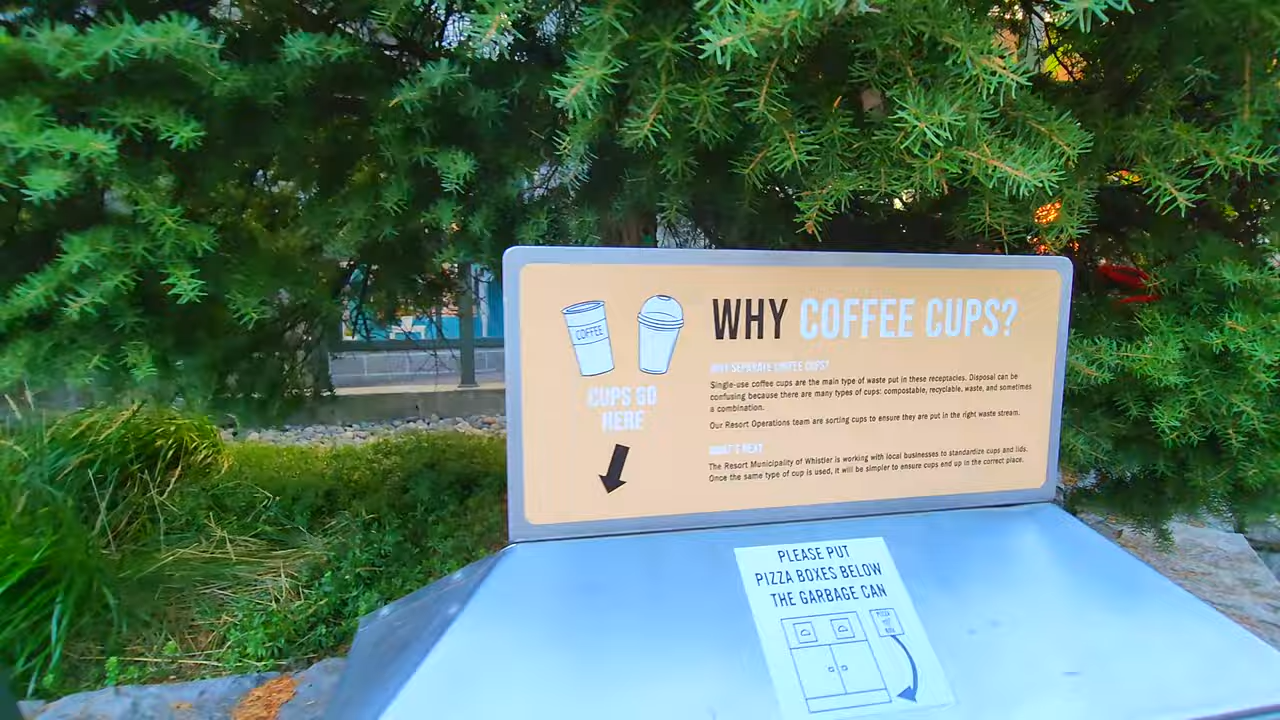 COFFEE
CUPS GO
HERE
WHY COFFEE CUPS?
WHY SEPARATE COFFEE CUPS?
Single-use coffee cups are the main type of waste put in these receptacles. Disposal can be
confusing because there are many types of cups: compostable, recyclable, waste, and sometimes
a combination.
Our Resort Operations team are sorting cups to ensure they are put in the right waste stream.
WHAT'S NEXT
The Resort Municipality of Whistler is working with local businesses to standardize cups and lids.
Once the same type of cup is used, it will be simpler to ensure cups end up in the correct place.
PLEASE PUT
PIZZA BOXES BELOW
THE GARBAGE CAN
PIZZA